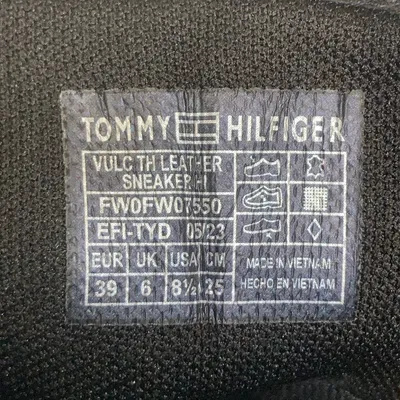 TOMMY HILFIGER
VULC TH LEATHER
SNEAKER HI
FW0FW07550
EFI-TYD 05/23
EUR UK USA CM
39 6 8½ 25
MADE IN VIETNAM
HECHO EN VIETNAM